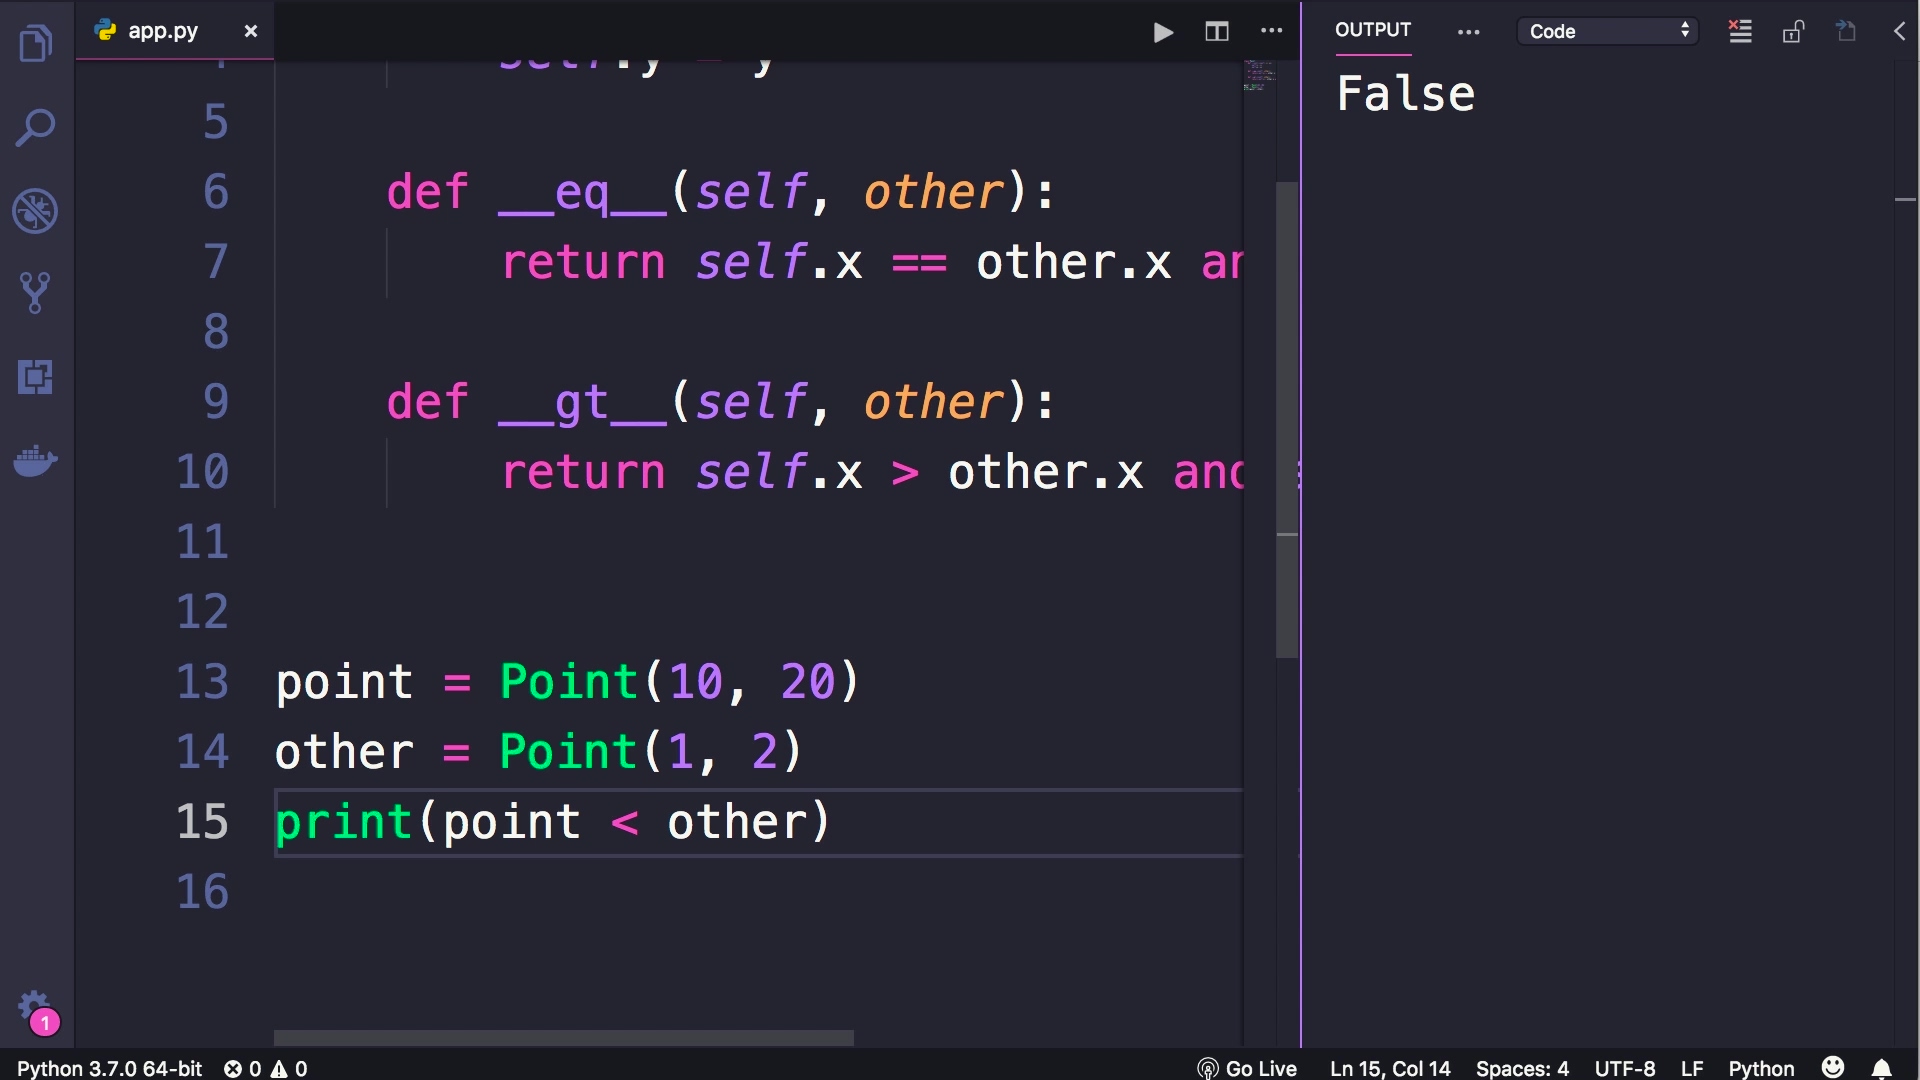 app.py
OUTPUT
Code
False
self.y = y
5
6 def __eq__(self, other):
7 return self.x == other.x
8
9 def __gt__(self, other):
10 return self.x > other.x and
11
12
13 point = Point(10, 20)
14 other = Point(1, 2)
15 print(point < other)
16
1
Python 3.7.0 64-bit 0 0 Go Live Ln 15, Col 14 Spaces: 4 UTF-8 LF Python